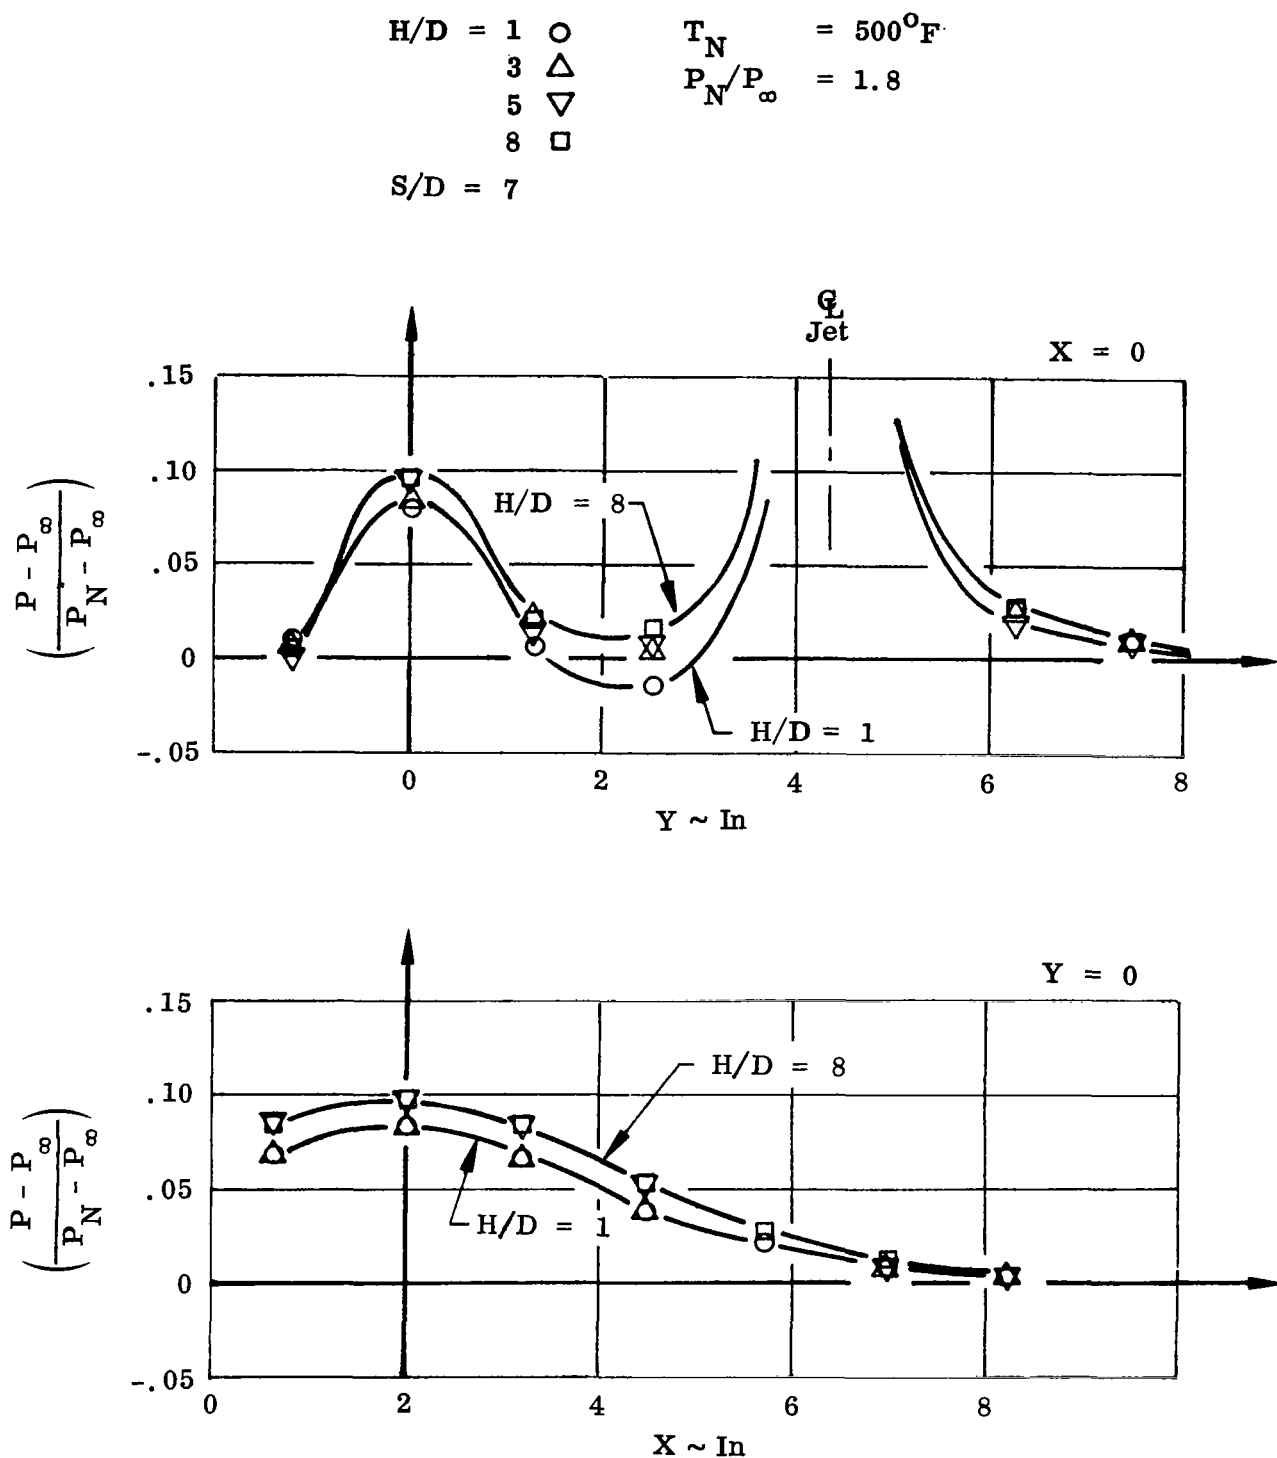 H/D = 1 ○ T_N = 500°F
3 △ P_N/P_∞ = 1.8
5 ▽
8 □
S/D = 7
℄
Jet
X = 0
.15
.10
.05
0
-.05
(P - P_∞ / P_N - P_∞)
H/D = 8
H/D = 1
0 2 4 6 8
Y ~ In
Y = 0
.15
.10
.05
0
-.05
(P - P_∞ / P_N - P_∞)
H/D = 8
H/D = 1
0 2 4 6 8
X ~ In